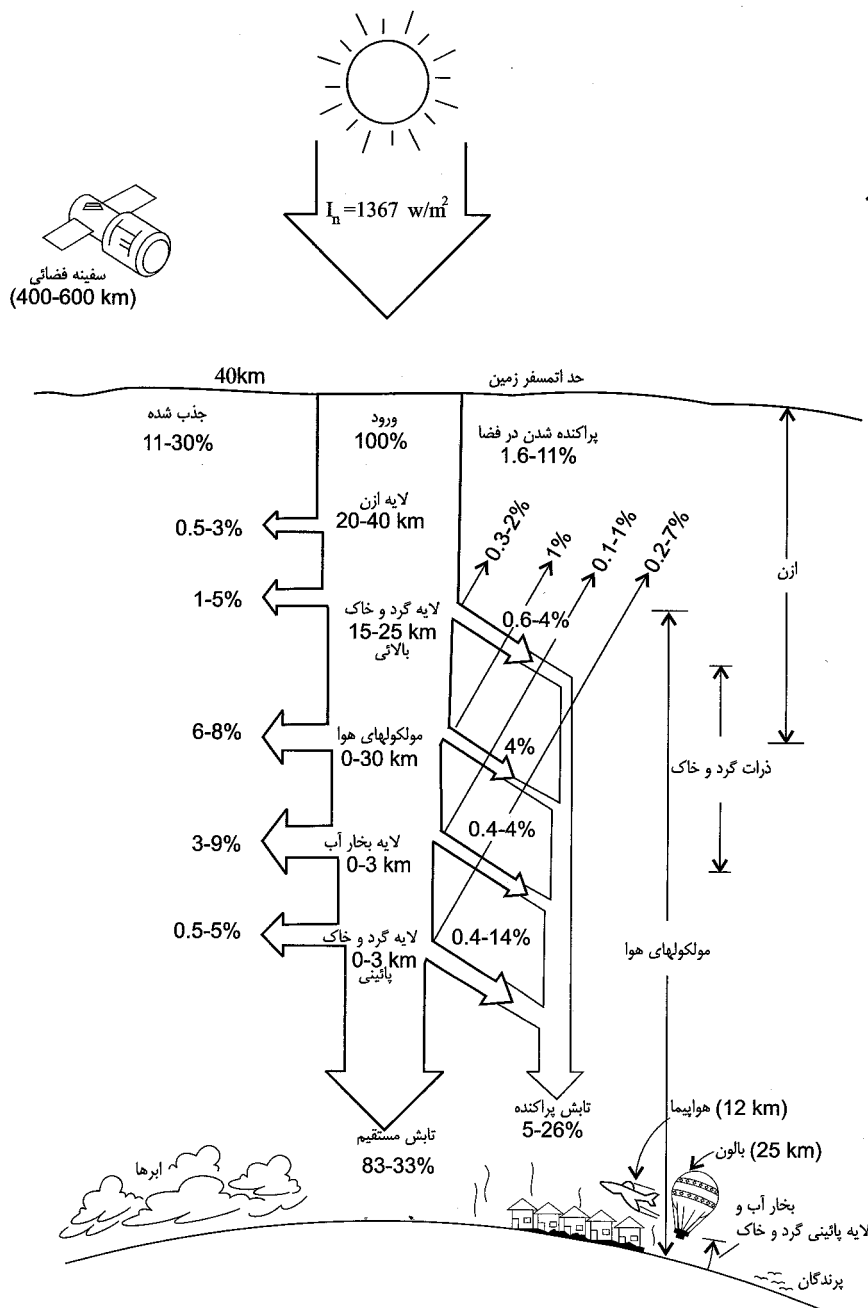 I_n =1367 w/m²
سفینه فضائی
(400-600 km)
40km
حد اتمسفر زمین
جذب شده
11-30%
ورود
100%
پراکنده شدن در فضا
1.6-11%
لایه ازن
20-40 km
0.5-3%
0.3-2%
1%
0.1-1%
0.2-7%
ازن
1-5%
لایه گرد و خاک
15-25 km
بالائی
0.6-4%
6-8%
مولکولهای هوا
0-30 km
4%
ذرات گرد و خاک
3-9%
لایه بخار آب
0-3 km
0.4-4%
0.5-5%
لایه گرد و خاک
0-3 km
پائینی
0.4-14%
مولکولهای هوا
تابش پراکنده
5-26%
تابش مستقیم
83-33%
هواپیما (12 km)
بالون (25 km)
ابرها
بخار آب و
لایه پائینی گرد و خاک
پرندگان